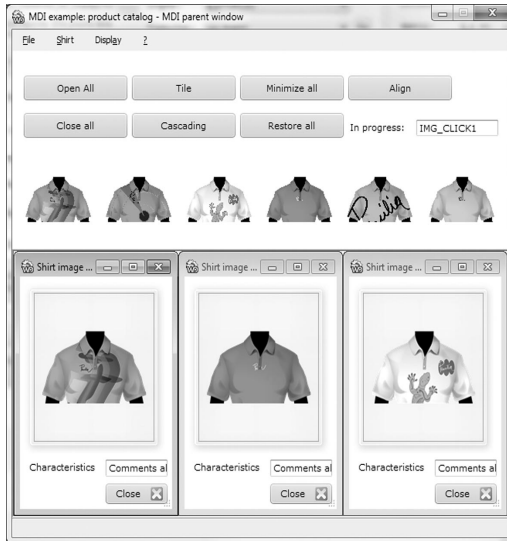 MDI example: product catalog - MDI parent window
File Shirt Display ?
Open All Tile Minimize all Align
Close all Cascading Restore all In progress: IMG_CLICK1
Shirt image ... Shirt image ... Shirt image ...
Characteristics Comments al Characteristics Comments al Characteristics Comments al
Close Close Close